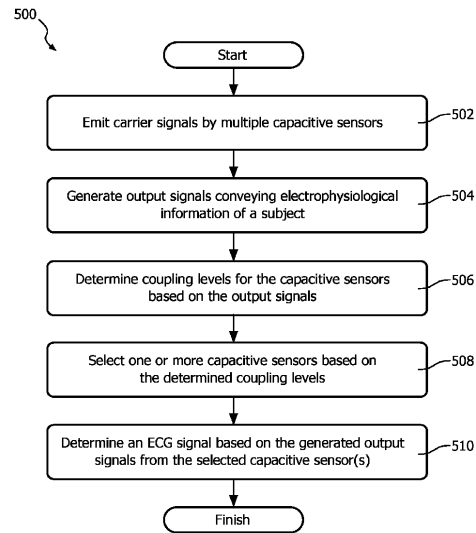 500
Start
Emit carrier signals by multiple capacitive sensors
502
Generate output signals conveying electrophysiological
information of a subject
504
Determine coupling levels for the capacitive sensors
based on the output signals
506
Select one or more capacitive sensors based on
the determined coupling levels
508
Determine an ECG signal based on the generated output
signals from the selected capacitive sensor(s)
510
Finish